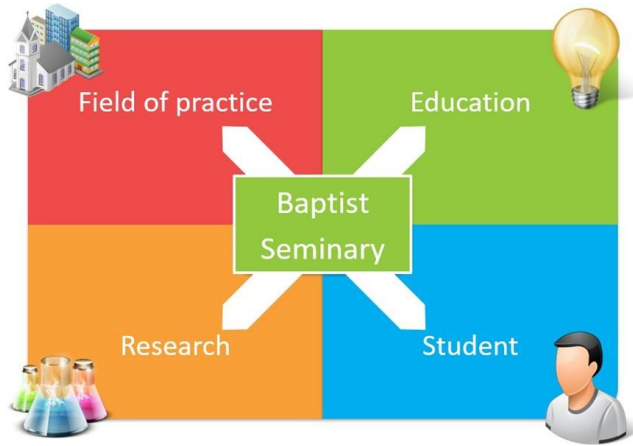 Field of practice
Education
Baptist
Seminary
Research
Student